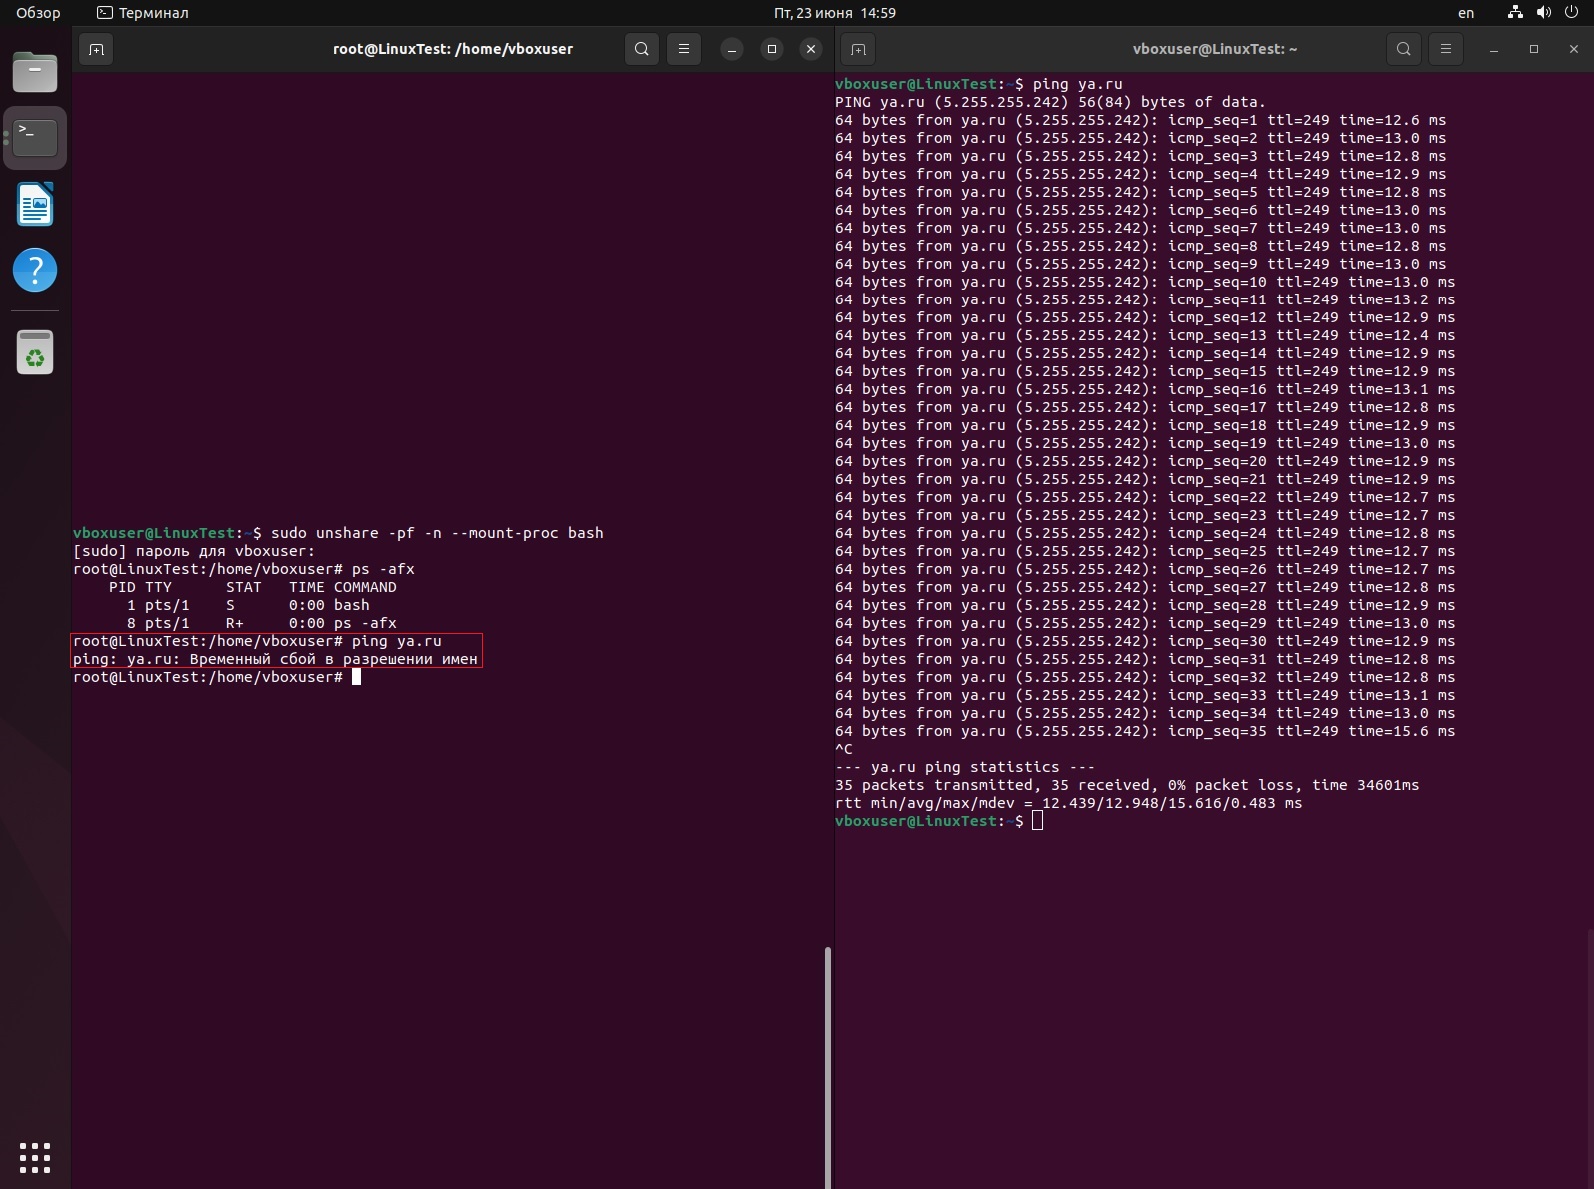 Обзор
Терминал
Пт, 23 июня 14:59
en
root@LinuxTest: /home/vboxuser
vboxuser@LinuxTest:~$ sudo unshare -pf -n --mount-proc bash
[sudo] пароль для vboxuser:
root@LinuxTest:/home/vboxuser# ps -afx
PID TTY STAT TIME COMMAND
1 pts/1 S 0:00 bash
8 pts/1 R+ 0:00 ps -afx
root@LinuxTest:/home/vboxuser# ping ya.ru
ping: ya.ru: Временный сбой в разрешении имен
root@LinuxTest:/home/vboxuser#
vboxuser@LinuxTest: ~
vboxuser@LinuxTest:~$ ping ya.ru
PING ya.ru (5.255.255.242) 56(84) bytes of data.
64 bytes from ya.ru (5.255.255.242): icmp_seq=1 ttl=249 time=12.6 ms
64 bytes from ya.ru (5.255.255.242): icmp_seq=2 ttl=249 time=13.0 ms
64 bytes from ya.ru (5.255.255.242): icmp_seq=3 ttl=249 time=12.8 ms
64 bytes from ya.ru (5.255.255.242): icmp_seq=4 ttl=249 time=12.9 ms
64 bytes from ya.ru (5.255.255.242): icmp_seq=5 ttl=249 time=12.8 ms
64 bytes from ya.ru (5.255.255.242): icmp_seq=6 ttl=249 time=13.0 ms
64 bytes from ya.ru (5.255.255.242): icmp_seq=7 ttl=249 time=13.0 ms
64 bytes from ya.ru (5.255.255.242): icmp_seq=8 ttl=249 time=12.8 ms
64 bytes from ya.ru (5.255.255.242): icmp_seq=9 ttl=249 time=13.0 ms
64 bytes from ya.ru (5.255.255.242): icmp_seq=10 ttl=249 time=13.0 ms
64 bytes from ya.ru (5.255.255.242): icmp_seq=11 ttl=249 time=13.2 ms
64 bytes from ya.ru (5.255.255.242): icmp_seq=12 ttl=249 time=12.9 ms
64 bytes from ya.ru (5.255.255.242): icmp_seq=13 ttl=249 time=12.4 ms
64 bytes from ya.ru (5.255.255.242): icmp_seq=14 ttl=249 time=12.9 ms
64 bytes from ya.ru (5.255.255.242): icmp_seq=15 ttl=249 time=12.9 ms
64 bytes from ya.ru (5.255.255.242): icmp_seq=16 ttl=249 time=13.1 ms
64 bytes from ya.ru (5.255.255.242): icmp_seq=17 ttl=249 time=12.8 ms
64 bytes from ya.ru (5.255.255.242): icmp_seq=18 ttl=249 time=12.9 ms
64 bytes from ya.ru (5.255.255.242): icmp_seq=19 ttl=249 time=13.0 ms
64 bytes from ya.ru (5.255.255.242): icmp_seq=20 ttl=249 time=12.9 ms
64 bytes from ya.ru (5.255.255.242): icmp_seq=21 ttl=249 time=12.9 ms
64 bytes from ya.ru (5.255.255.242): icmp_seq=22 ttl=249 time=12.7 ms
64 bytes from ya.ru (5.255.255.242): icmp_seq=23 ttl=249 time=12.7 ms
64 bytes from ya.ru (5.255.255.242): icmp_seq=24 ttl=249 time=12.8 ms
64 bytes from ya.ru (5.255.255.242): icmp_seq=25 ttl=249 time=12.7 ms
64 bytes from ya.ru (5.255.255.242): icmp_seq=26 ttl=249 time=12.7 ms
64 bytes from ya.ru (5.255.255.242): icmp_seq=27 ttl=249 time=12.8 ms
64 bytes from ya.ru (5.255.255.242): icmp_seq=28 ttl=249 time=12.9 ms
64 bytes from ya.ru (5.255.255.242): icmp_seq=29 ttl=249 time=13.0 ms
64 bytes from ya.ru (5.255.255.242): icmp_seq=30 ttl=249 time=12.9 ms
64 bytes from ya.ru (5.255.255.242): icmp_seq=31 ttl=249 time=12.8 ms
64 bytes from ya.ru (5.255.255.242): icmp_seq=32 ttl=249 time=12.8 ms
64 bytes from ya.ru (5.255.255.242): icmp_seq=33 ttl=249 time=13.1 ms
64 bytes from ya.ru (5.255.255.242): icmp_seq=34 ttl=249 time=13.0 ms
64 bytes from ya.ru (5.255.255.242): icmp_seq=35 ttl=249 time=15.6 ms
^C
--- ya.ru ping statistics ---
35 packets transmitted, 35 received, 0% packet loss, time 34601ms
rtt min/avg/max/mdev = 12.439/12.948/15.616/0.483 ms
vboxuser@LinuxTest:~$